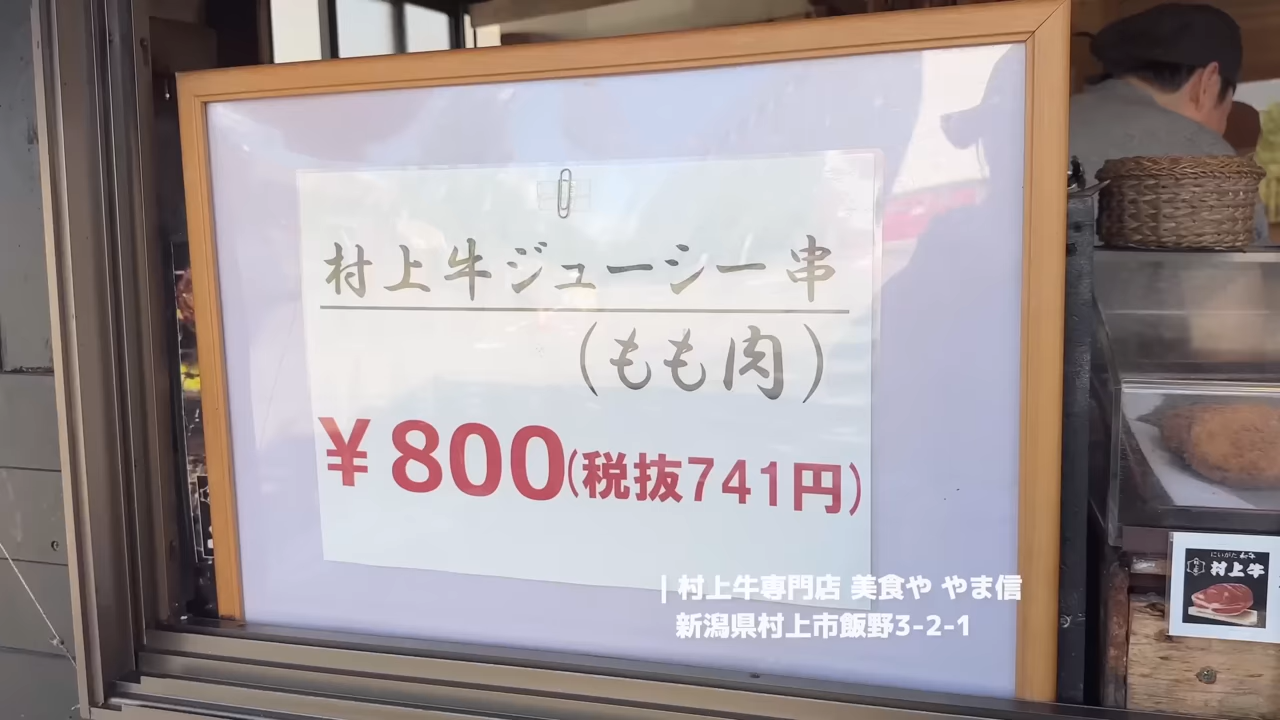 村上牛ジューシー串
(もも肉)
¥800(税抜741円)
| 村上牛専門店 美食や やま信
新潟県村上市飯野3-2-1
にいがた和牛
村上牛